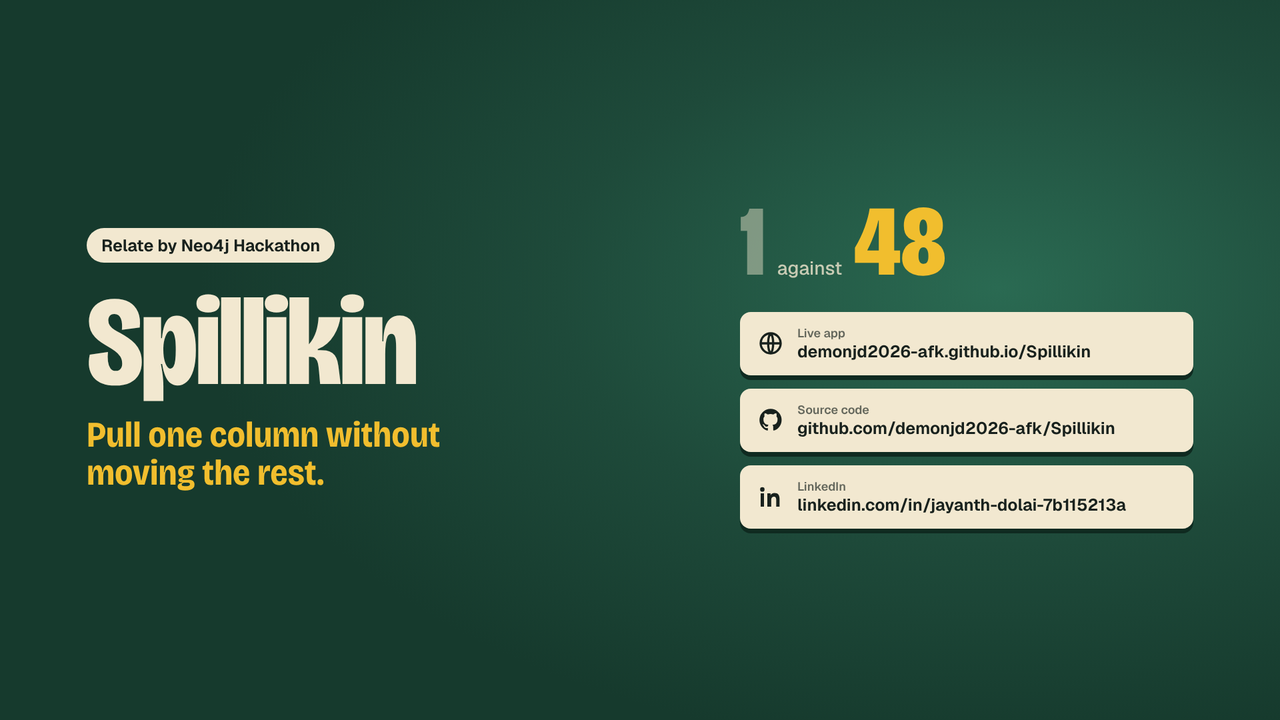 Relate by Neo4j Hackathon
Spillikin
Pull one column without
moving the rest.
1 against 48
Live app
demonjd2026-afk.github.io/Spillikin
Source code
github.com/demonjd2026-afk/Spillikin
LinkedIn
linkedin.com/in/jayanth-dolai-7b115213a